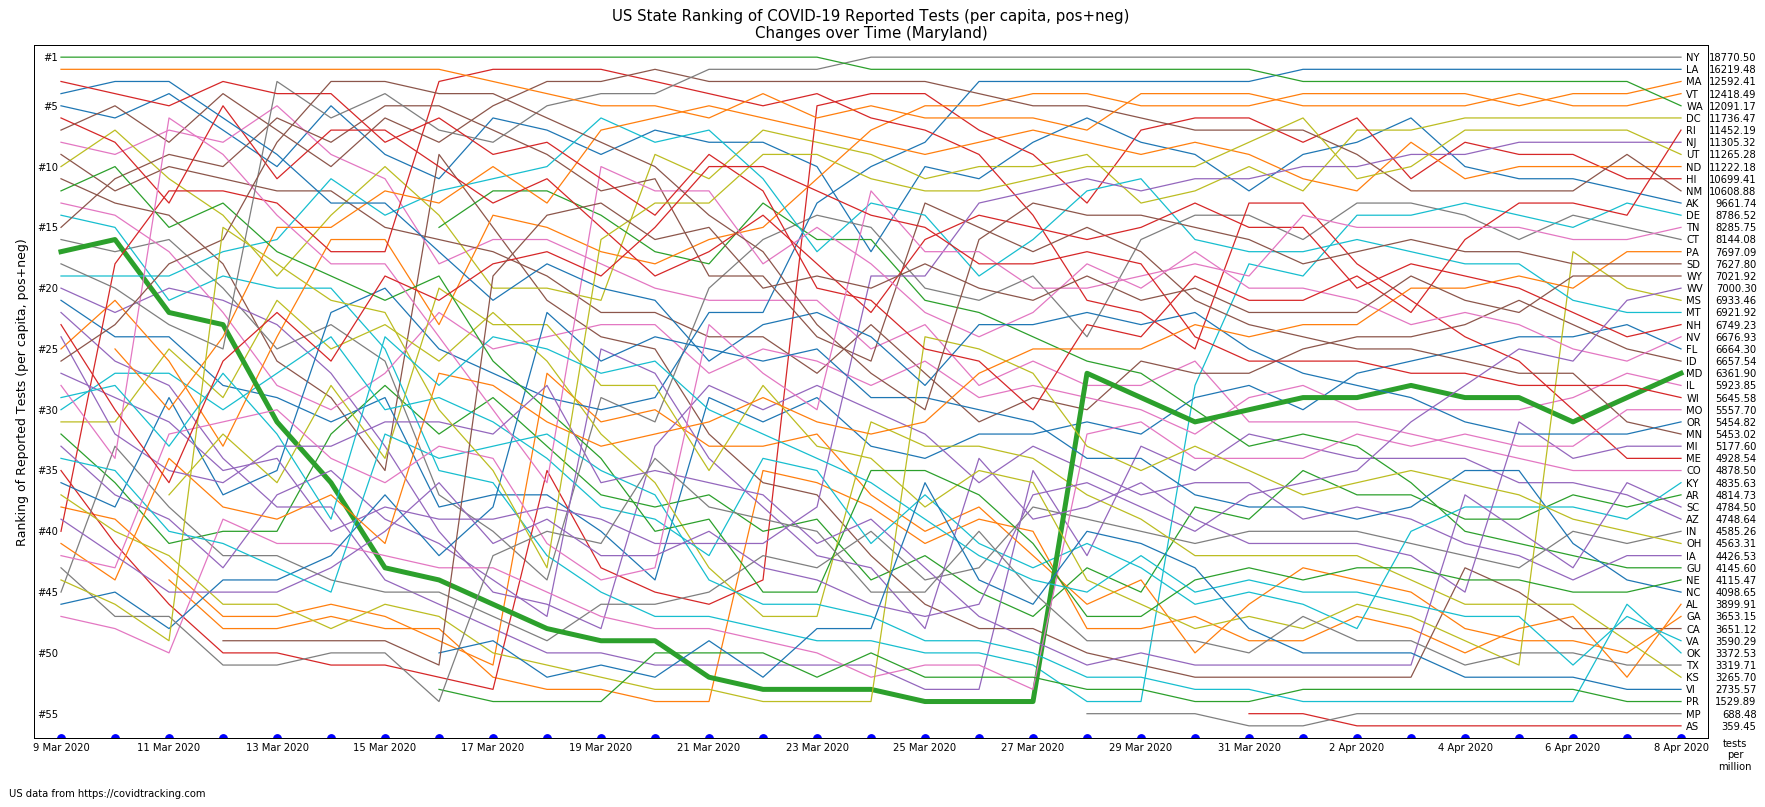 US State Ranking of COVID-19 Reported Tests (per capita, pos+neg)
Changes over Time (Maryland)
Ranking of Reported Tests (per capita, pos+neg)
#1
#5
#10
#15
#20
#25
#30
#35
#40
#45
#50
#55
NY 18770.50
LA 16219.48
MA 12592.41
VT 12418.49
WA 12091.17
DC 11736.47
RI 11452.19
NJ 11305.32
UT 11265.28
ND 11222.18
HI 10699.41
NM 10608.88
AK 9661.74
DE 8786.52
TN 8285.75
CT 8144.08
PA 7697.09
SD 7627.80
WY 7021.92
WV 7000.30
MS 6933.46
MT 6921.92
NH 6749.23
NV 6676.93
FL 6664.30
ID 6657.54
MD 6361.90
IL 5923.85
WI 5645.58
MO 5557.70
OR 5454.82
MN 5453.02
MI 5177.60
ME 4928.54
CO 4878.50
KY 4835.63
AR 4814.73
SC 4784.50
AZ 4748.64
IN 4585.26
OH 4563.31
IA 4426.53
GU 4145.60
NE 4115.47
NC 4098.65
AL 3899.91
GA 3653.15
CA 3651.12
VA 3590.29
OK 3372.53
TX 3319.71
KS 3265.70
VI 2735.57
PR 1529.89
MP 688.48
AS 359.45
9 Mar 2020 11 Mar 2020 13 Mar 2020 15 Mar 2020 17 Mar 2020 19 Mar 2020 21 Mar 2020 23 Mar 2020 25 Mar 2020 27 Mar 2020 29 Mar 2020 31 Mar 2020 2 Apr 2020 4 Apr 2020 6 Apr 2020 8 Apr 2020
tests
per
million
US data from https://covidtracking.com